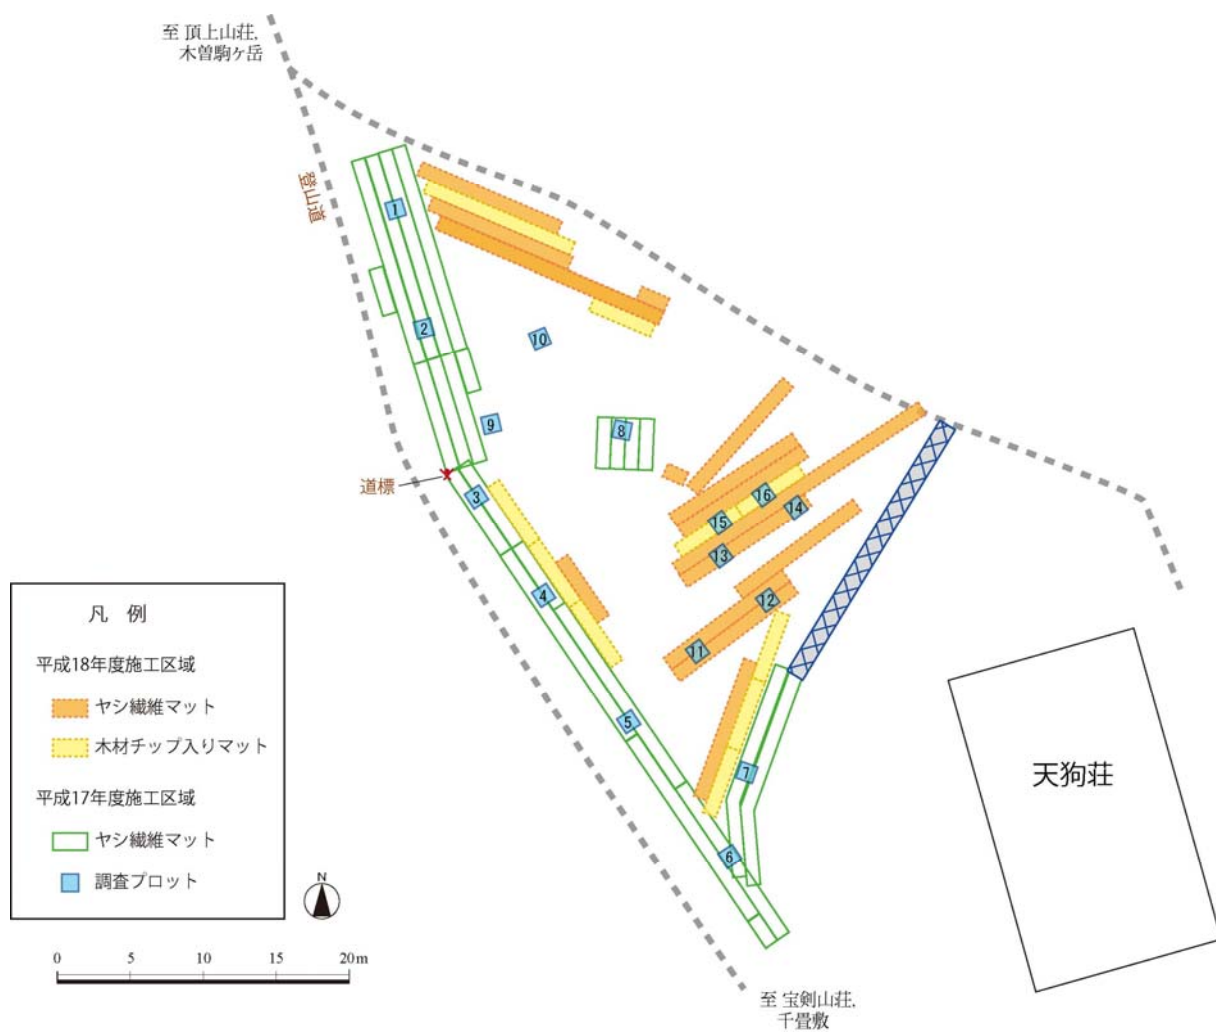 至 頂上山荘,
木曽駒ケ岳
登山道
1
2
10
9
8
道標
3
16
15
14
13
4
12
11
5
7
6
凡 例
平成18年度施工区域
ヤシ繊維マット
木材チップ入りマット
平成17年度施工区域
ヤシ繊維マット
調査プロット
N
0 5 10 15 20m
天狗荘
至 宝剣山荘,
千畳敷